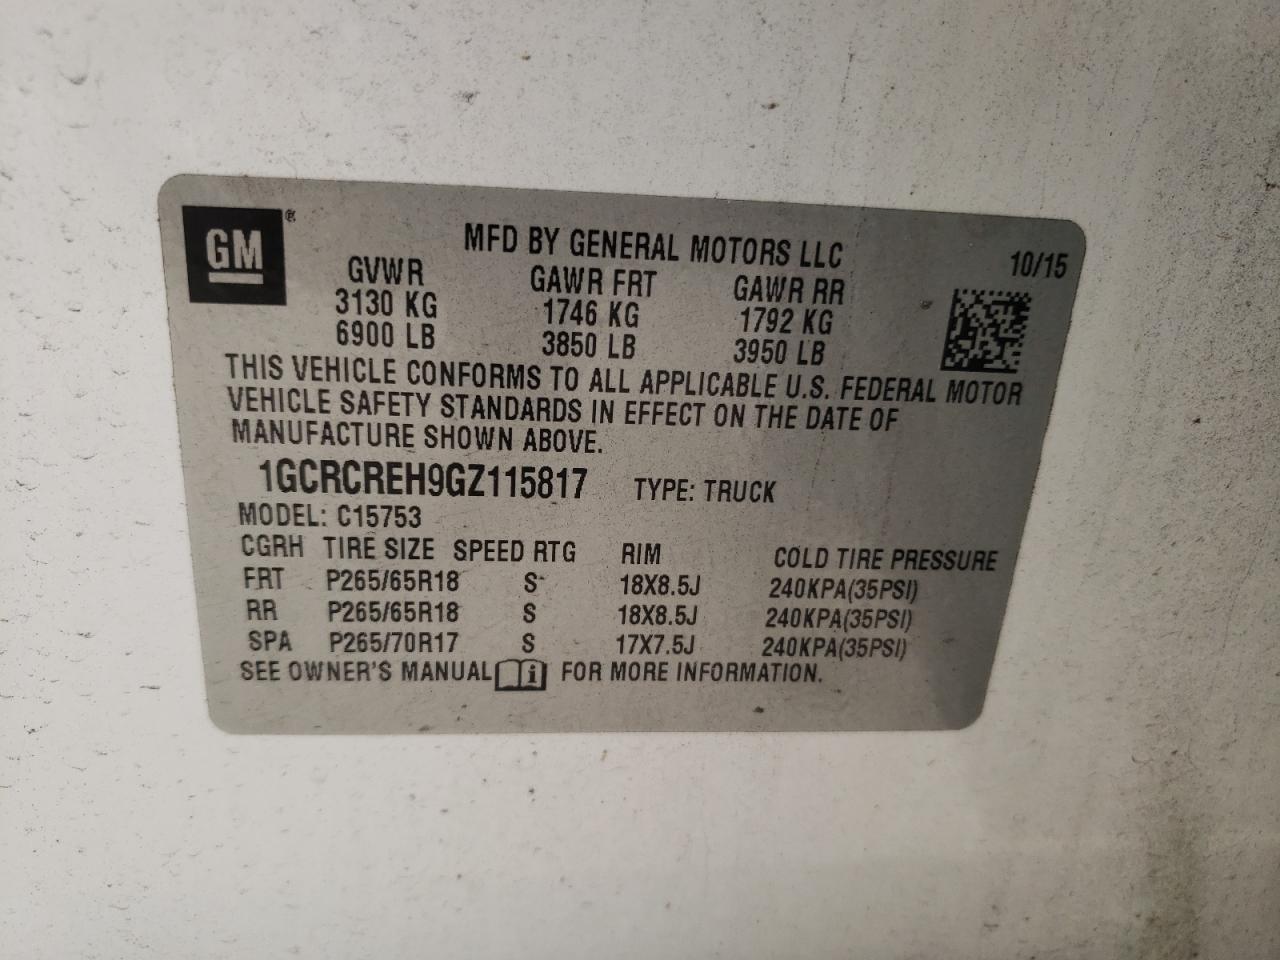 GM®
MFD BY GENERAL MOTORS LLC 10/15
GVWR GAWR FRT GAWR RR
3130 KG 1746 KG 1792 KG
6900 LB 3850 LB 3950 LB
THIS VEHICLE CONFORMS TO ALL APPLICABLE U.S. FEDERAL MOTOR
VEHICLE SAFETY STANDARDS IN EFFECT ON THE DATE OF
MANUFACTURE SHOWN ABOVE.
1GCRCREH9GZ115817 TYPE: TRUCK
MODEL: C15753
CGRH TIRE SIZE SPEED RTG RIM COLD TIRE PRESSURE
FRT P265/65R18 S 18X8.5J 240KPA(35PSI)
RR P265/65R18 S 18X8.5J 240KPA(35PSI)
SPA P265/70R17 S 17X7.5J 240KPA(35PSI)
SEE OWNER'S MANUAL i FOR MORE INFORMATION.